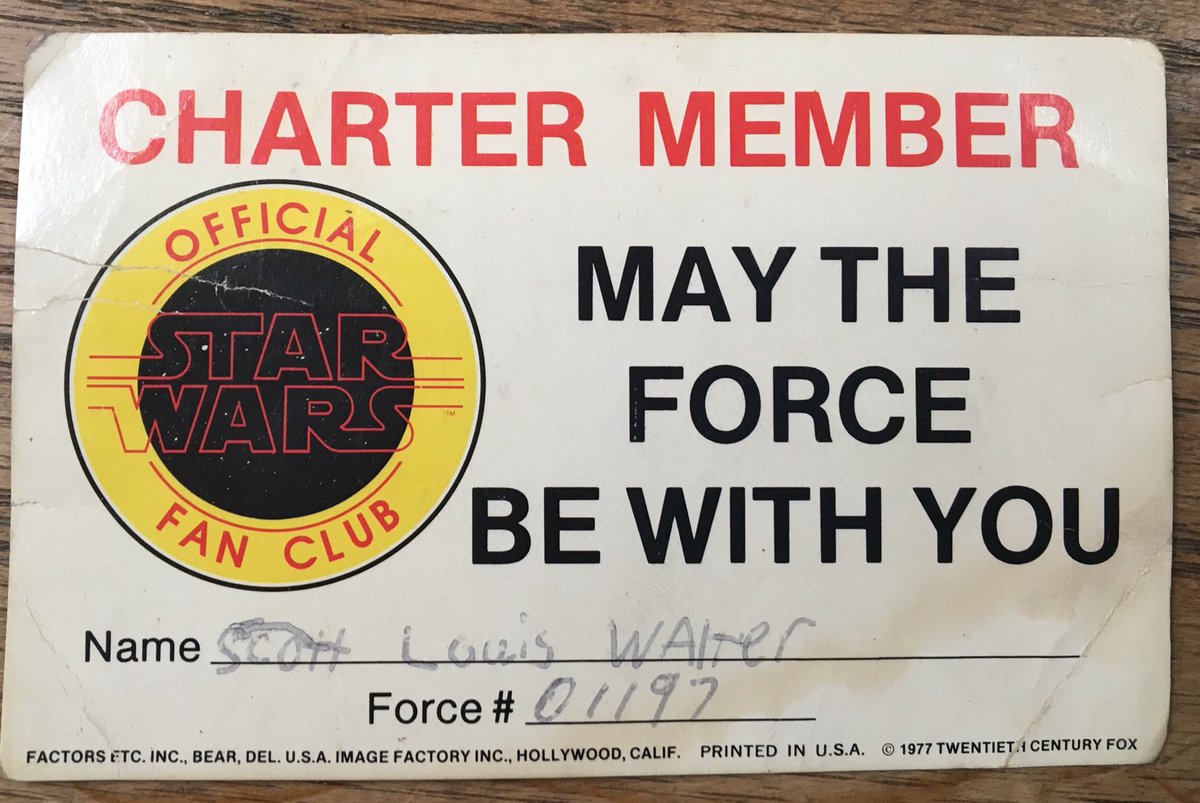 CHARTER MEMBER
OFFICIAL
STAR
WARS
TM
FAN CLUB
MAY THE
FORCE
BE WITH YOU
Name Scott Louis WAlter
Force # 01197
FACTORS ETC. INC., BEAR, DEL. U.S.A. IMAGE FACTORY INC., HOLLYWOOD, CALIF. PRINTED IN U.S.A. © 1977 TWENTIETH CENTURY FOX